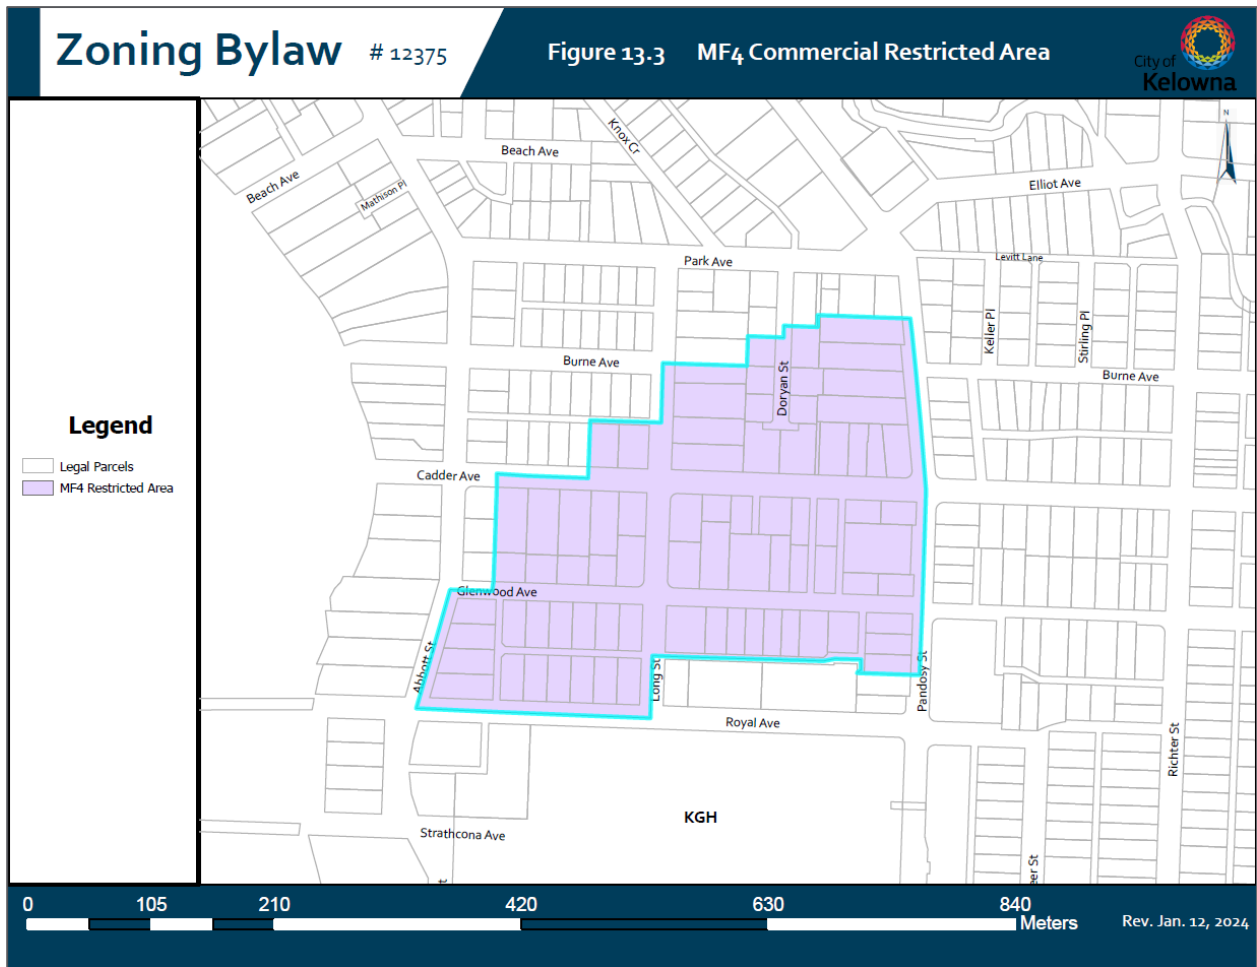 Zoning Bylaw # 12375
Figure 13.3 MF4 Commercial Restricted Area
City of
Kelowna
N
Knox Cr
Beach Ave
Beach Ave
Mathison Pl
Elliot Ave
Levitt Lane
Park Ave
Keller Pl
Stirling Pl
Burne Ave
Burne Ave
Doryan St
Legend
Legal Parcels
MF4 Restricted Area
Cadder Ave
Glenwood Ave
Abbott St
Long St
Pandosy St
Royal Ave
Richter St
KGH
Strathcona Ave
er St
t
0 105 210 420 630 840
Meters
Rev. Jan. 12, 2024